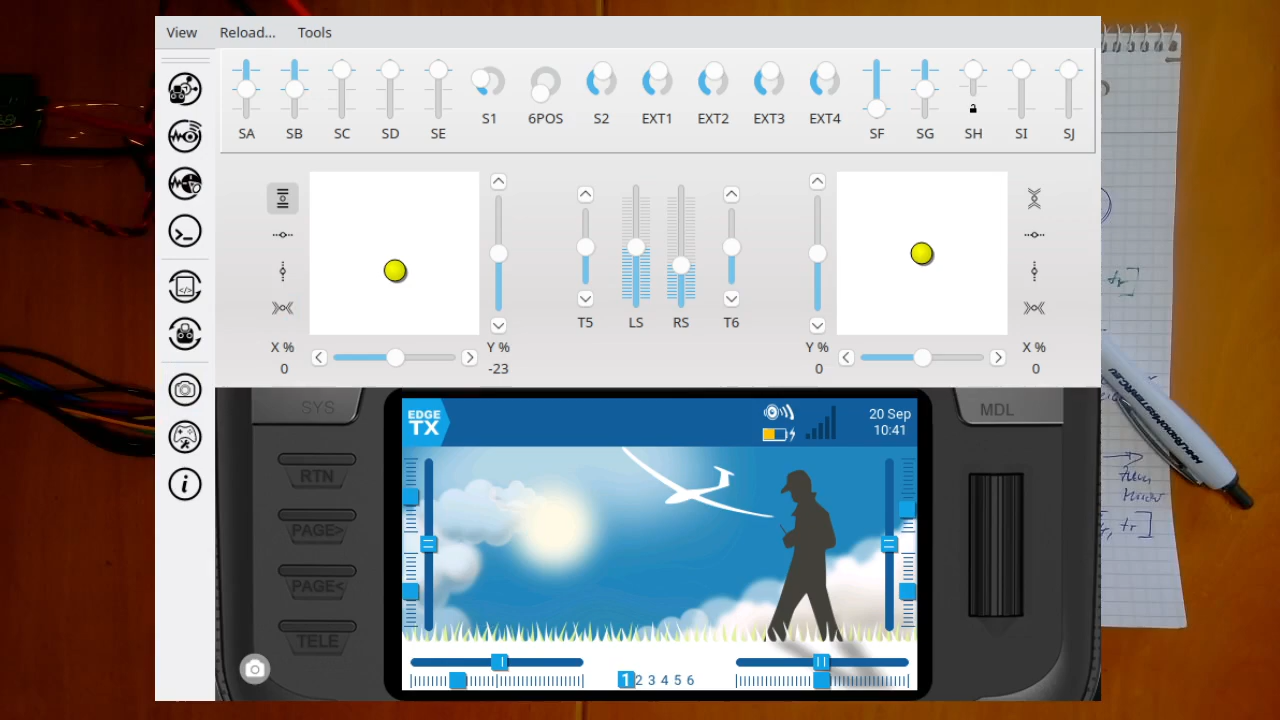 View Reload... Tools
SA SB SC SD SE S1 6POS S2 EXT1 EXT2 EXT3 EXT4 SF SG SH SI SJ
T5 LS RS T6
X % Y % Y % X %
0 -23 0 0
SYS MDL
EDGE
TX
20 Sep
10:41
RTN
PAGE>
PAGE<
TELE
1 2 3 4 5 6